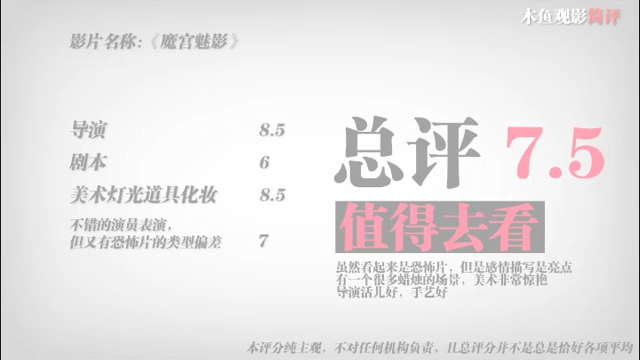 木鱼观影简评
影片名称:《魔宫魅影》
导演 8.5
剧本 6
美术灯光道具化妆 8.5
不错的演员表演,
但又有恐怖片的类型偏差 7
总评 7.5
值得去看
虽然看起来是恐怖片，但是感情描写是亮点
有一个很多蜡烛的场景，美术非常惊艳
导演活儿好，手艺好
本评分纯主观，不对任何机构负责，且总评分并不是总是恰好各项平均